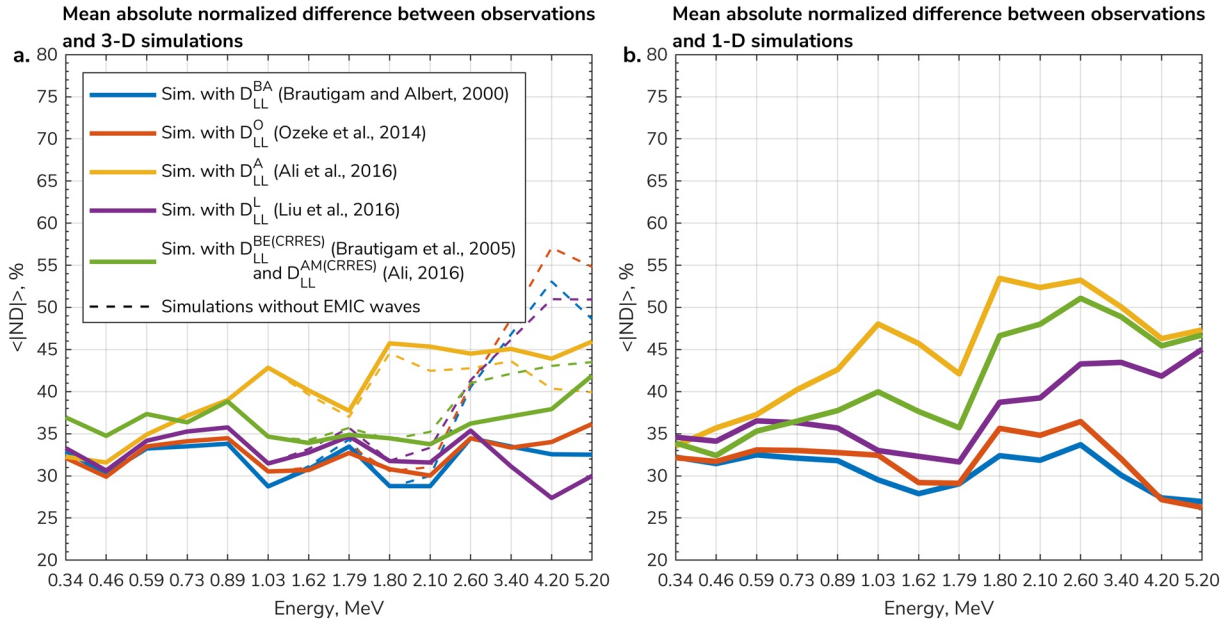 Mean absolute normalized difference between observations
and 3-D simulations
a.
80
75
70
65
60
55
50
45
40
35
30
25
20
<|ND|>, %
Sim. with D_LL^BA (Brautigam and Albert, 2000)
Sim. with D_LL^O (Ozeke et al., 2014)
Sim. with D_LL^A (Ali et al., 2016)
Sim. with D_LL^L (Liu et al., 2016)
Sim. with D_LL^BE(CRRES) (Brautigam et al., 2005)
and D_LL^AM(CRRES) (Ali, 2016)
Simulations without EMIC waves
0.34 0.46 0.59 0.73 0.89 1.03 1.62 1.79 1.80 2.10 2.60 3.40 4.20 5.20
Energy, MeV
Mean absolute normalized difference between observations
and 1-D simulations
b.
80
75
70
65
60
55
50
45
40
35
30
25
20
<|ND|>, %
0.34 0.46 0.59 0.73 0.89 1.03 1.62 1.79 1.80 2.10 2.60 3.40 4.20 5.20
Energy, MeV